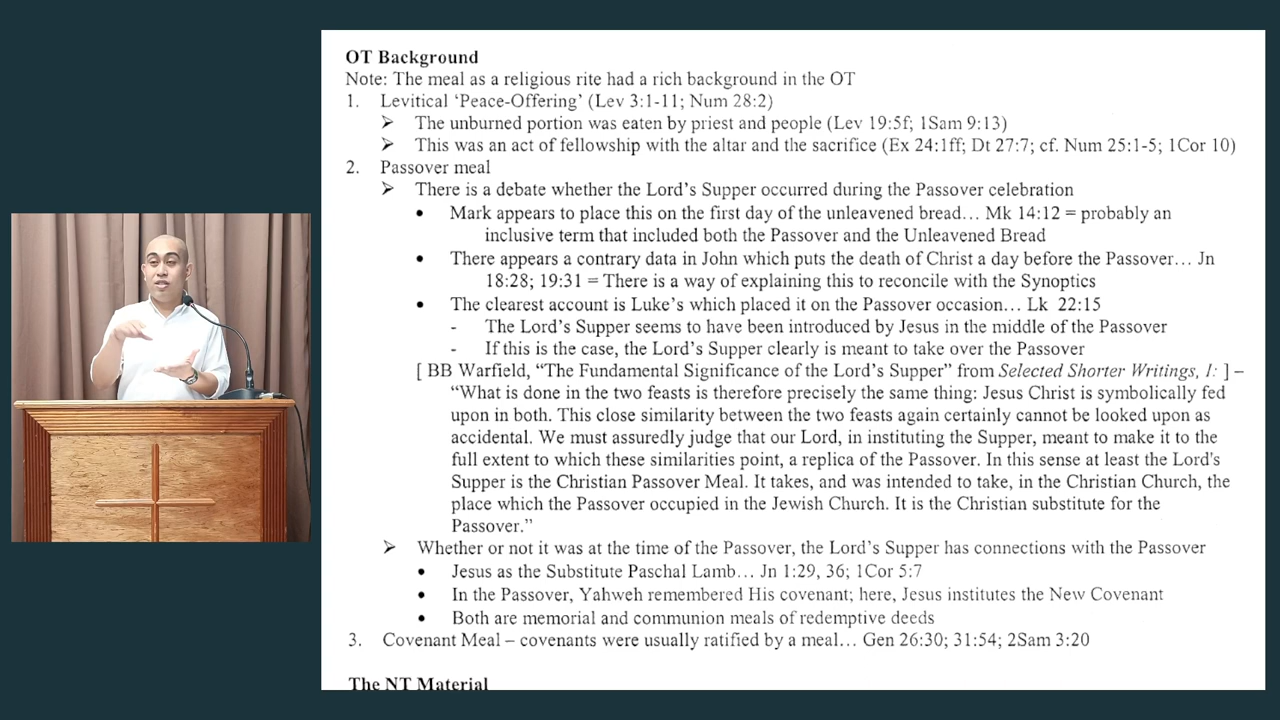 OT Background
Note: The meal as a religious rite had a rich background in the OT
1. Levitical ‘Peace-Offering’ (Lev 3:1-11; Num 28:2)
➤ The unburned portion was eaten by priest and people (Lev 19:5f; 1Sam 9:13)
➤ This was an act of fellowship with the altar and the sacrifice (Ex 24:1ff; Dt 27:7; cf. Num 25:1-5; 1Cor 10)
2. Passover meal
➤ There is a debate whether the Lord’s Supper occurred during the Passover celebration
• Mark appears to place this on the first day of the unleavened bread… Mk 14:12 = probably an
inclusive term that included both the Passover and the Unleavened Bread
• There appears a contrary data in John which puts the death of Christ a day before the Passover… Jn
18:28; 19:31 = There is a way of explaining this to reconcile with the Synoptics
• The clearest account is Luke’s which placed it on the Passover occasion… Lk 22:15
- The Lord’s Supper seems to have been introduced by Jesus in the middle of the Passover
- If this is the case, the Lord’s Supper clearly is meant to take over the Passover
[ BB Warfield, “The Fundamental Significance of the Lord’s Supper” from Selected Shorter Writings, I: ] –
“What is done in the two feasts is therefore precisely the same thing: Jesus Christ is symbolically fed
upon in both. This close similarity between the two feasts again certainly cannot be looked upon as
accidental. We must assuredly judge that our Lord, in instituting the Supper, meant to make it to the
full extent to which these similarities point, a replica of the Passover. In this sense at least the Lord's
Supper is the Christian Passover Meal. It takes, and was intended to take, in the Christian Church, the
place which the Passover occupied in the Jewish Church. It is the Christian substitute for the
Passover.”
➤ Whether or not it was at the time of the Passover, the Lord’s Supper has connections with the Passover
• Jesus as the Substitute Paschal Lamb… Jn 1:29, 36; 1Cor 5:7
• In the Passover, Yahweh remembered His covenant; here, Jesus institutes the New Covenant
• Both are memorial and communion meals of redemptive deeds
3. Covenant Meal – covenants were usually ratified by a meal… Gen 26:30; 31:54; 2Sam 3:20
The NT Material